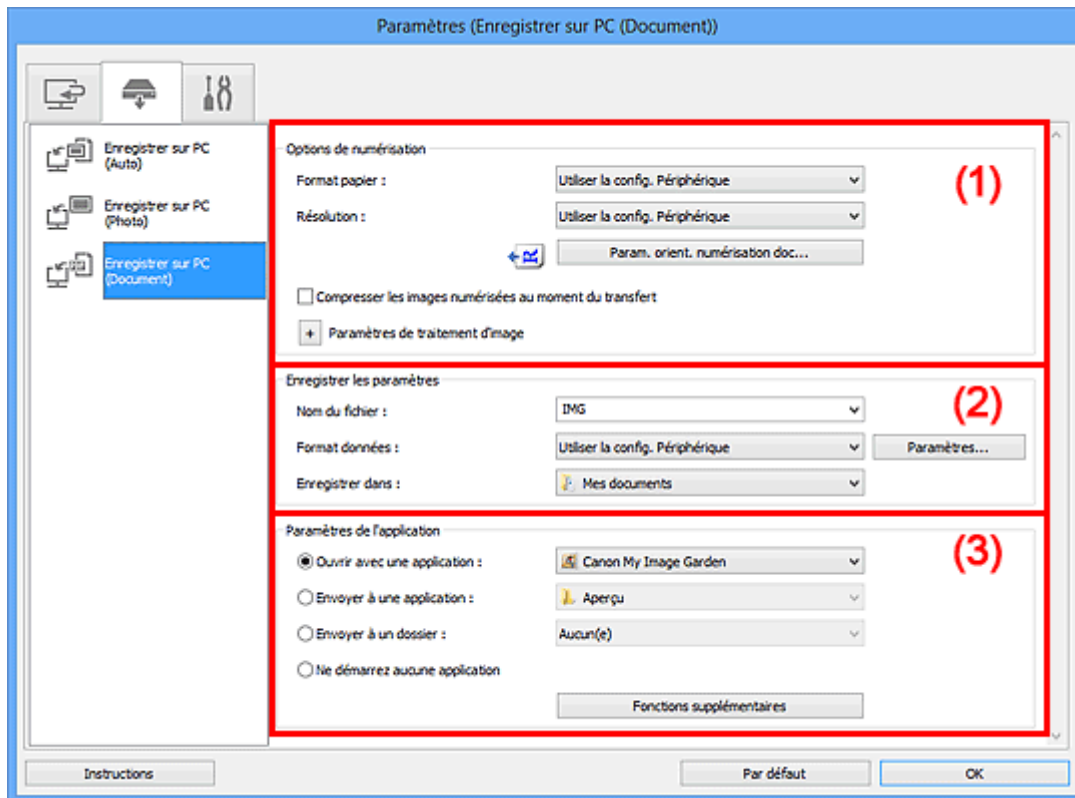 Paramètres (Enregistrer sur PC (Document))
Enregistrer sur PC
(Auto)
Enregistrer sur PC
(Photo)
Enregistrer sur PC
(Document)
Options de numérisation
(1)
Format papier :
Utiliser la config. Périphérique
Résolution :
Utiliser la config. Périphérique
Param. orient. numérisation doc...
Compresser les images numérisées au moment du transfert
+ Paramètres de traitement d'image
Enregistrer les paramètres
(2)
Nom du fichier :
IMG
Format données :
Utiliser la config. Périphérique
Paramètres...
Enregistrer dans :
Mes documents
Paramètres de l'application
(3)
Ouvrir avec une application :
Canon My Image Garden
Envoyer à une application :
Aperçu
Envoyer à un dossier :
Aucun(e)
Ne démarrez aucune application
Fonctions supplémentaires
Instructions
Par défaut
OK